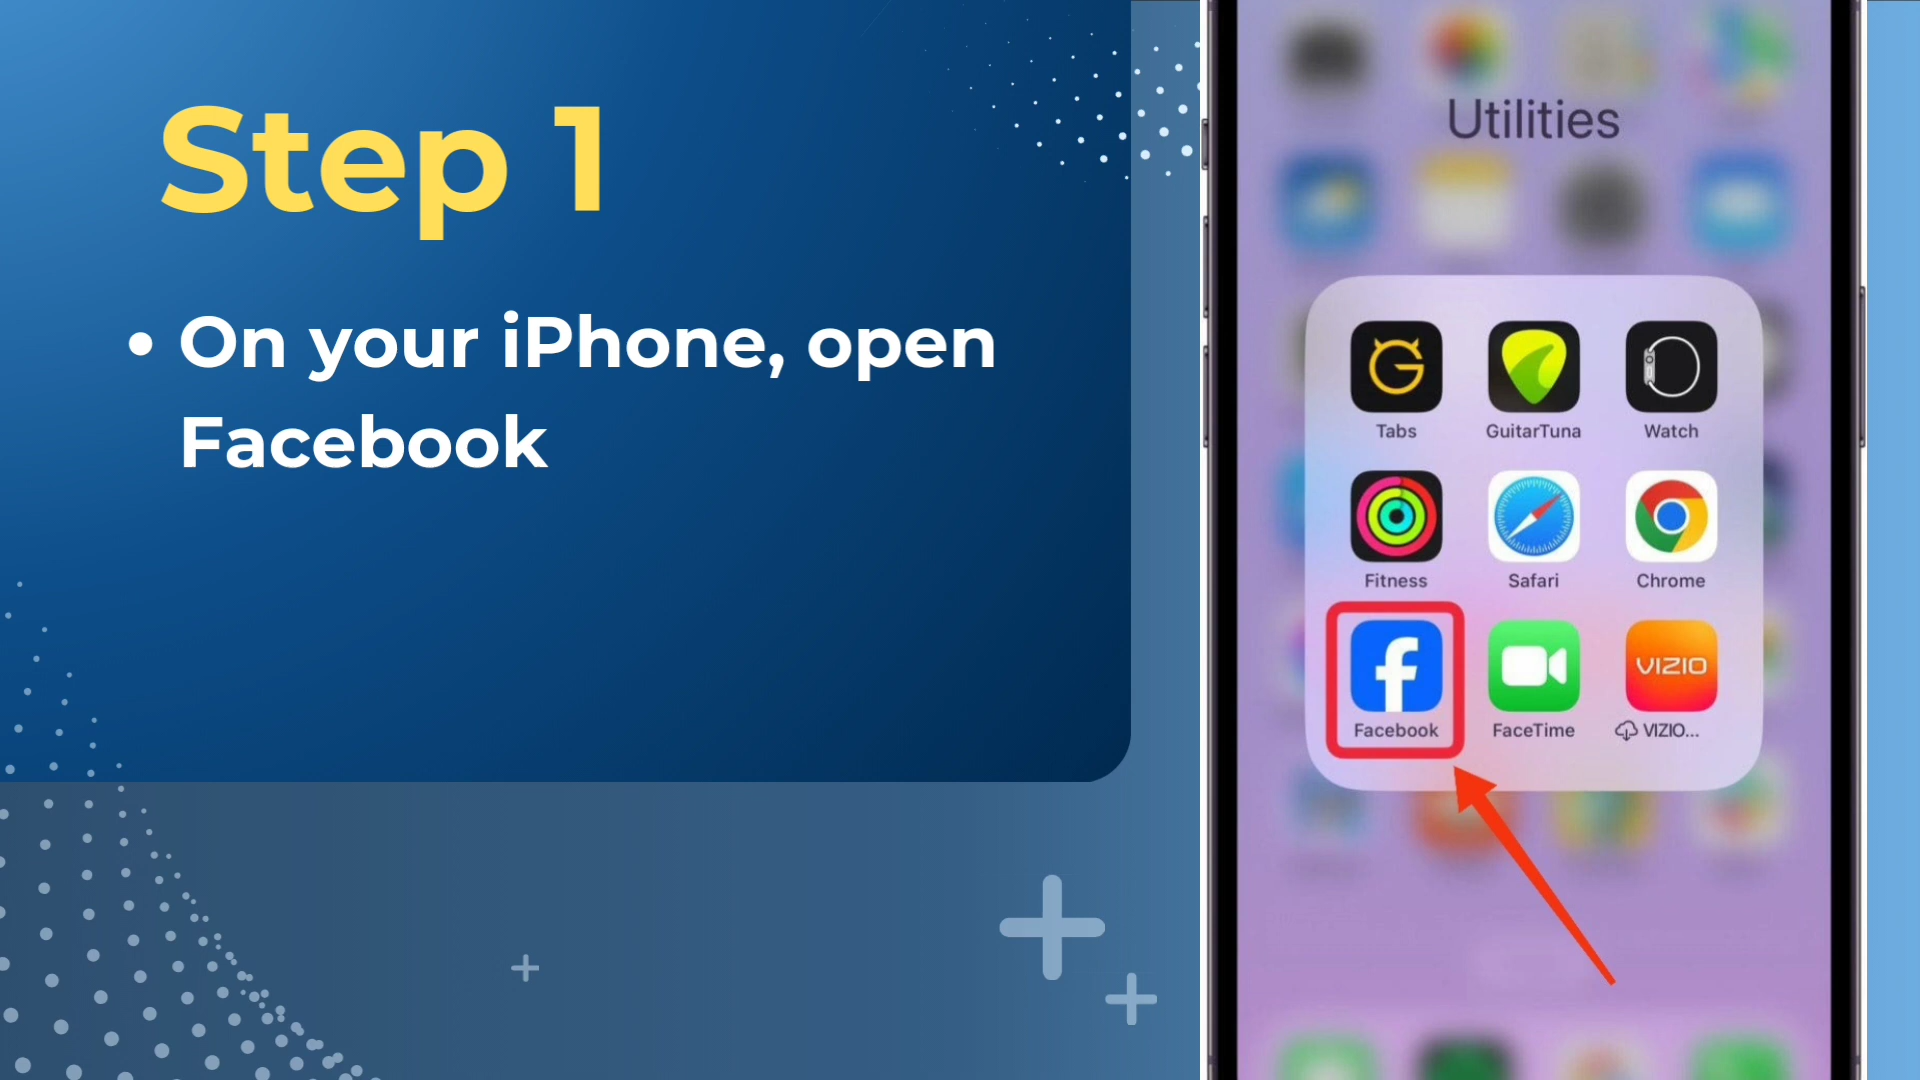 Step 1
• On your iPhone, open
Facebook
Utilities
Tabs GuitarTuna Watch
Fitness Safari Chrome
VIZIO
Facebook FaceTime VIZIO...